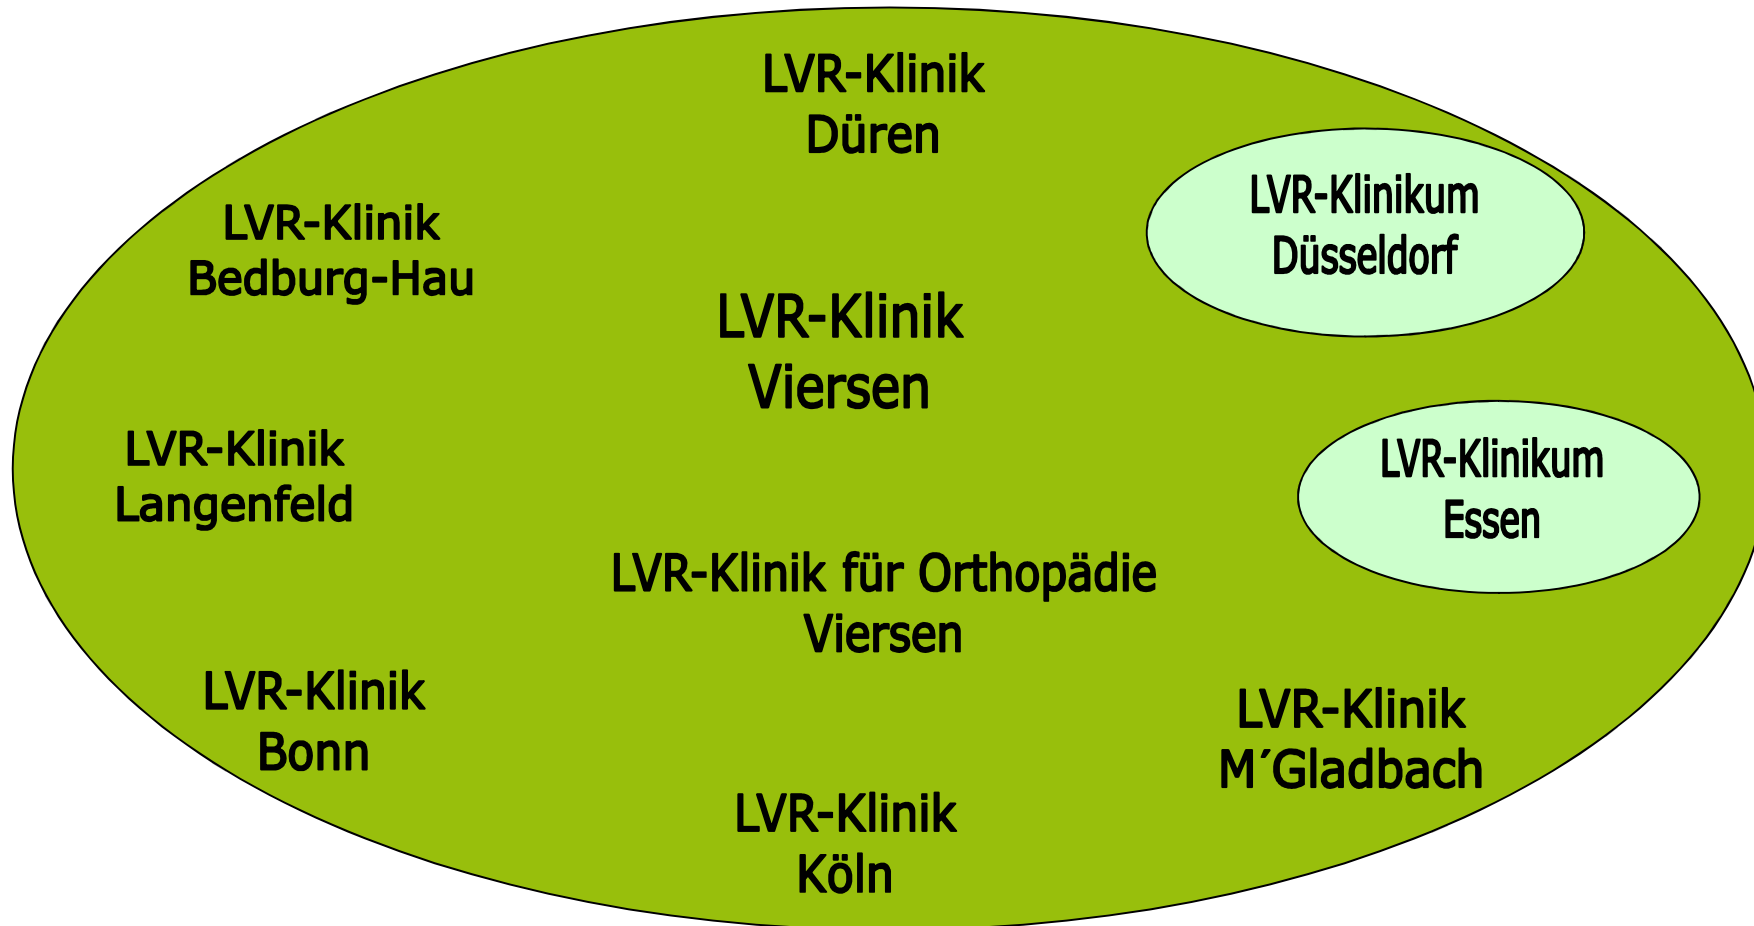 LVR-Klinik
Düren
LVR-Klinikum
Düsseldorf
LVR-Klinik
Bedburg-Hau
LVR-Klinik
Viersen
LVR-Klinik
Langenfeld
LVR-Klinikum
Essen
LVR-Klinik für Orthopädie
Viersen
LVR-Klinik
Bonn
LVR-Klinik
M´Gladbach
LVR-Klinik
Köln